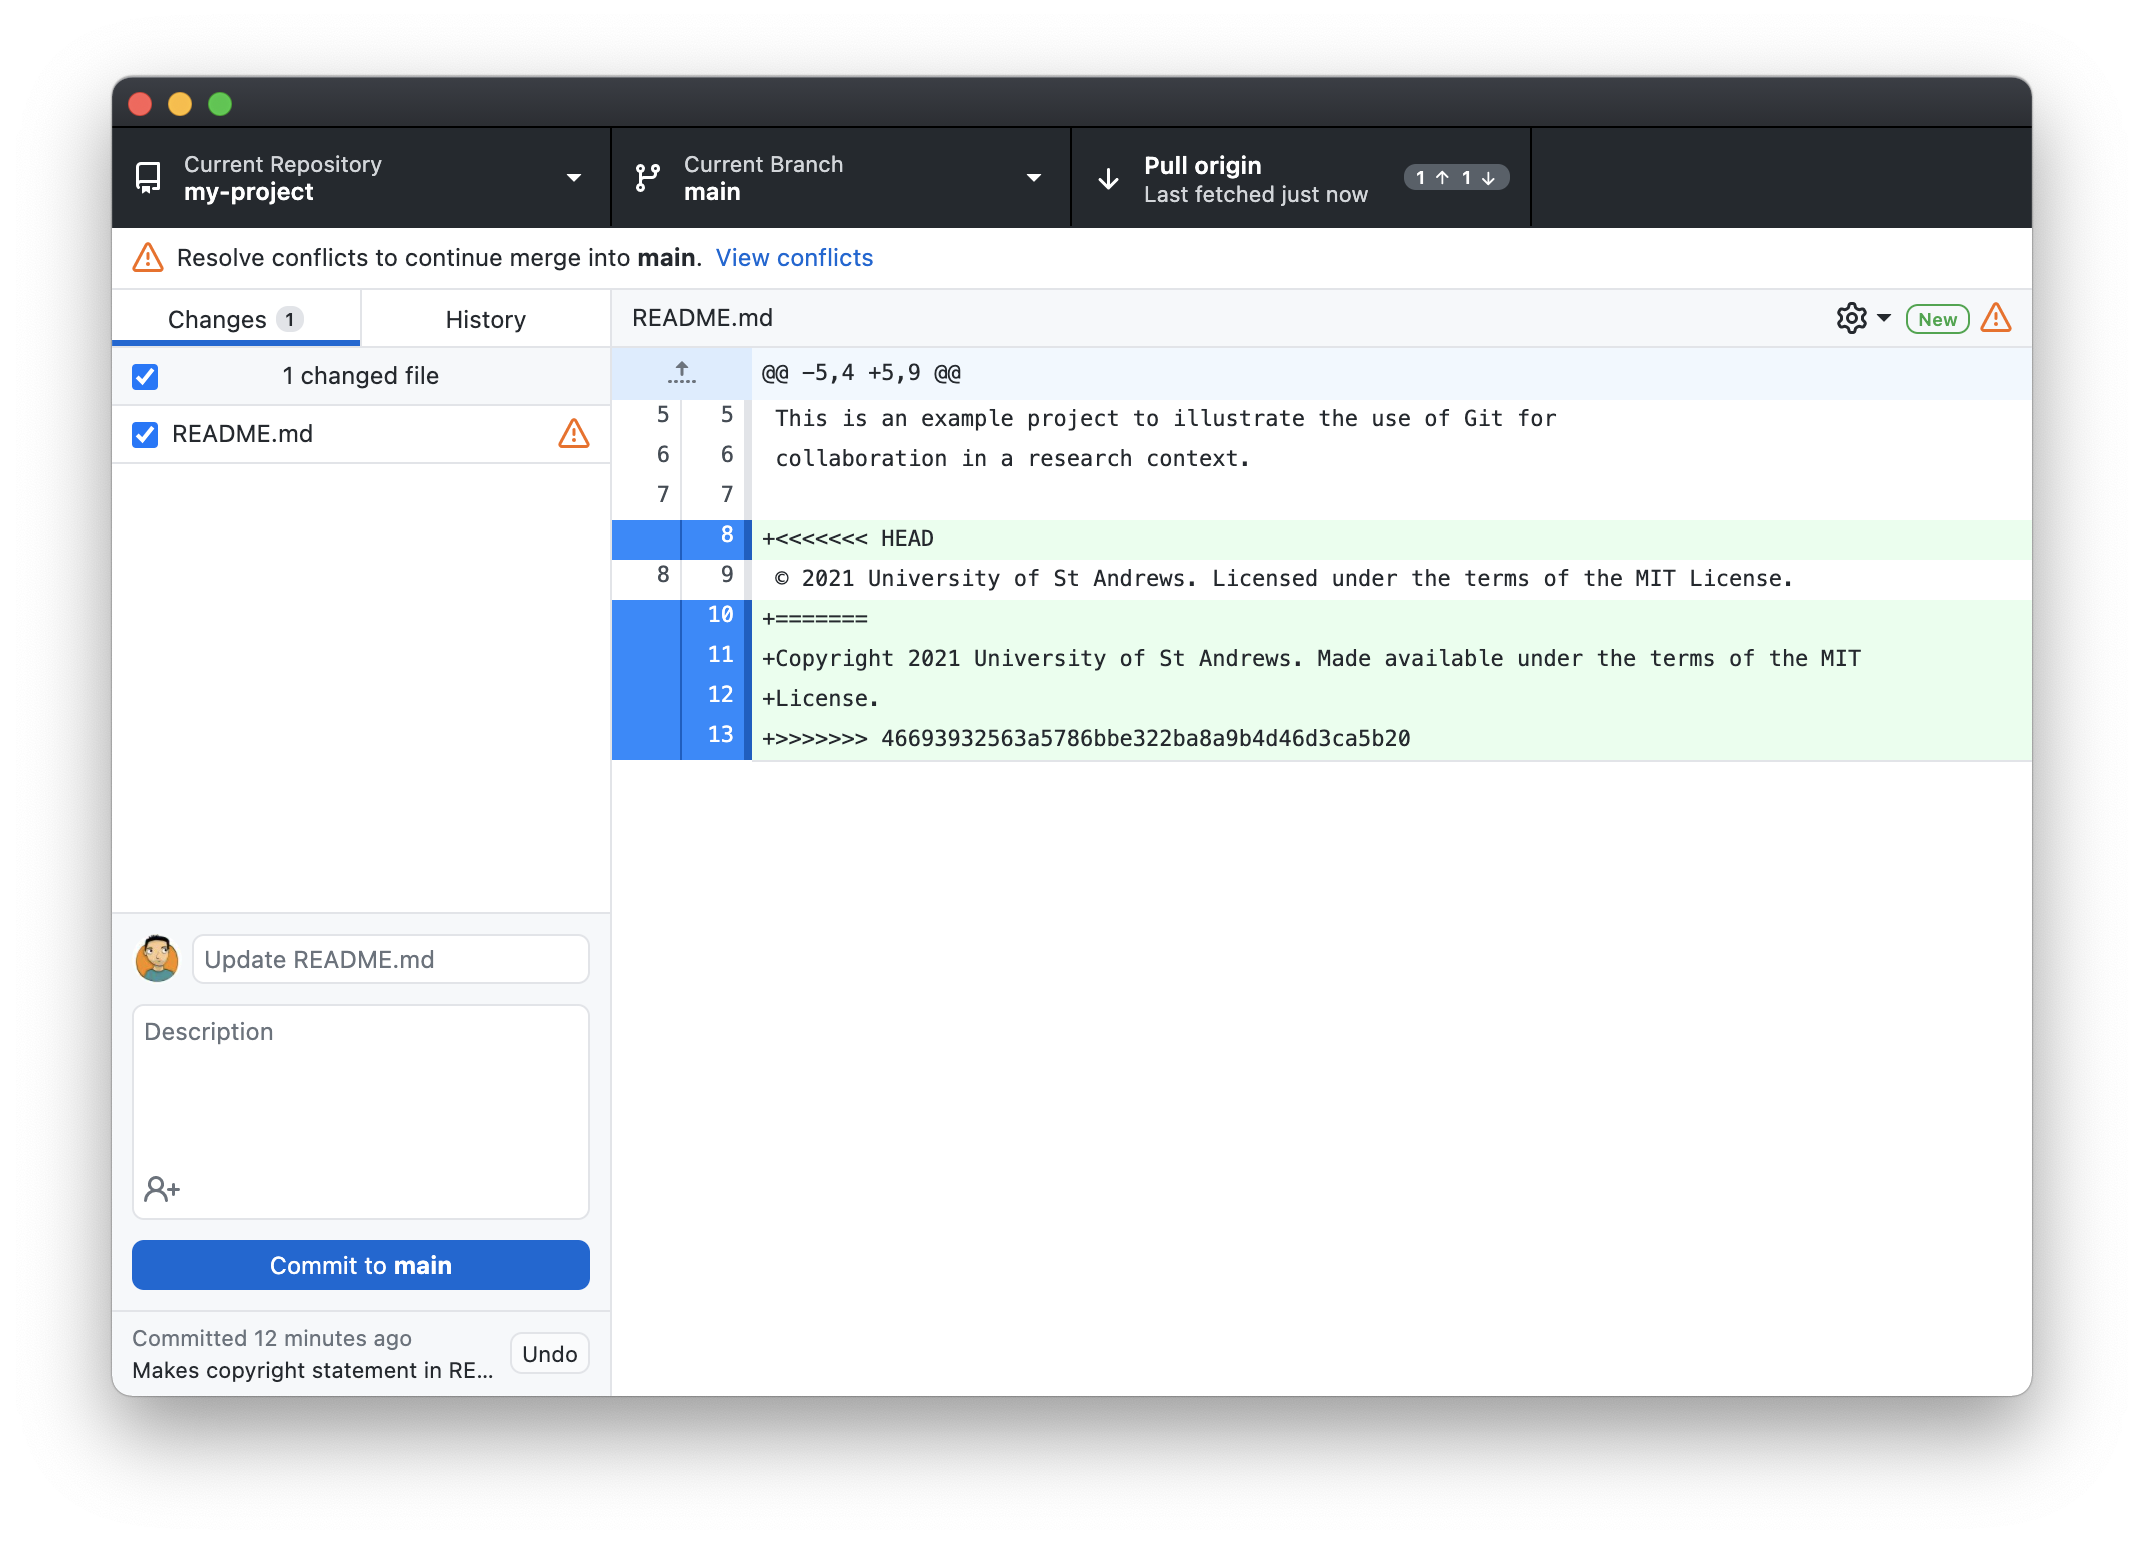 Current Repository
my-project
Current Branch
main
Pull origin
Last fetched just now
1 ↑ 1 ↓
Resolve conflicts to continue merge into main. View conflicts
Changes 1
History
README.md
New
1 changed file
README.md
@@ -5,4 +5,9 @@
5 5 This is an example project to illustrate the use of Git for
6 6 collaboration in a research context.
7 7
8 +<<<<<<< HEAD
8 9 © 2021 University of St Andrews. Licensed under the terms of the MIT License.
10 +=======
11 +Copyright 2021 University of St Andrews. Made available under the terms of the MIT
12 +License.
13 +>>>>>>> 46693932563a5786bbe322ba8a9b4d46d3ca5b20
Update README.md
Description
Commit to main
Committed 12 minutes ago
Makes copyright statement in RE...
Undo